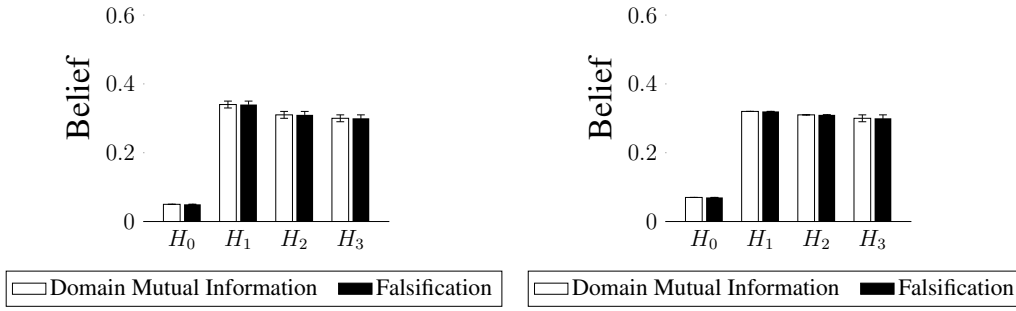 0.6
0.4
0.2
0
Belief
H₀ H₁ H₂ H₃
Domain Mutual Information Falsification
0.6
0.4
0.2
0
Belief
H₀ H₁ H₂ H₃
Domain Mutual Information Falsification